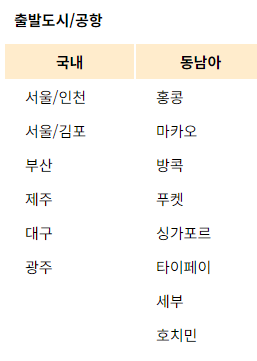 출발도시/공항
국내 동남아
서울/인천 홍콩
서울/김포 마카오
부산 방콕
제주 푸켓
대구 싱가포르
광주 타이페이
세부
호치민